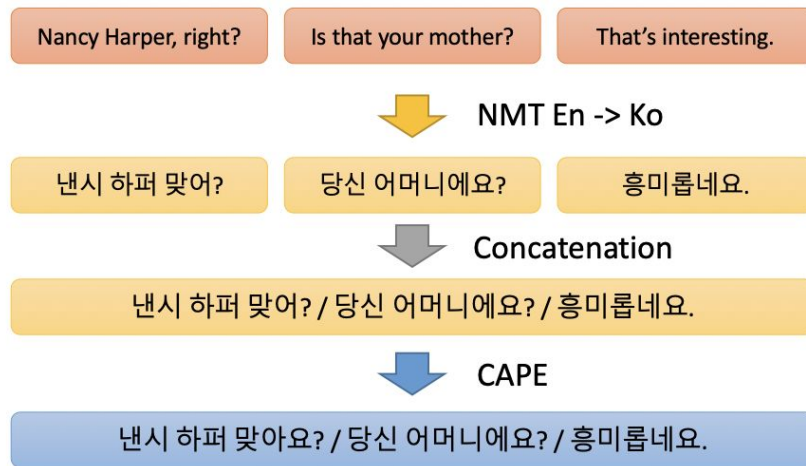 Nancy Harper, right? Is that your mother? That's interesting.
NMT En -> Ko
낸시 하퍼 맞어? 당신 어머니에요? 흥미롭네요.
Concatenation
낸시 하퍼 맞어? / 당신 어머니에요? / 흥미롭네요.
CAPE
낸시 하퍼 맞아요? / 당신 어머니에요? / 흥미롭네요.